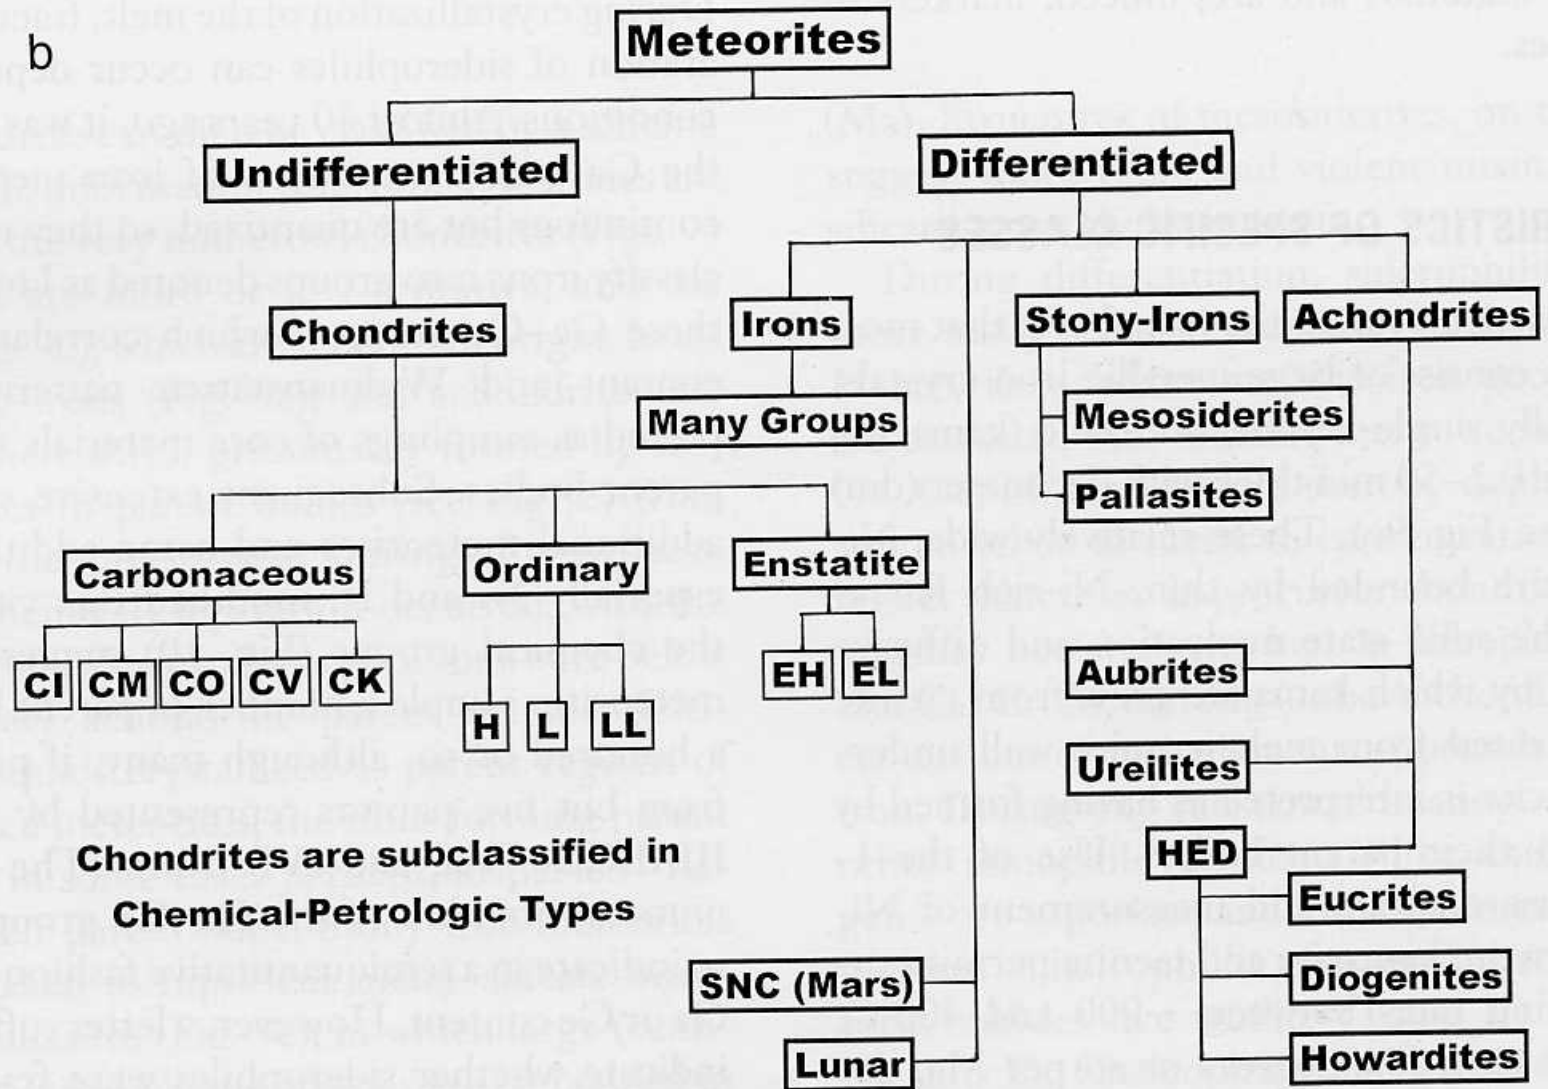 b
Meteorites
Undifferentiated
Differentiated
Chondrites
Irons
Stony-Irons
Achondrites
Many Groups
Mesosiderites
Pallasites
Carbonaceous
Ordinary
Enstatite
CI
CM
CO
CV
CK
H
L
LL
EH
EL
Aubrites
Ureilites
HED
Eucrites
Diogenites
Howardites
SNC (Mars)
Lunar
Chondrites are subclassified in
Chemical-Petrologic Types